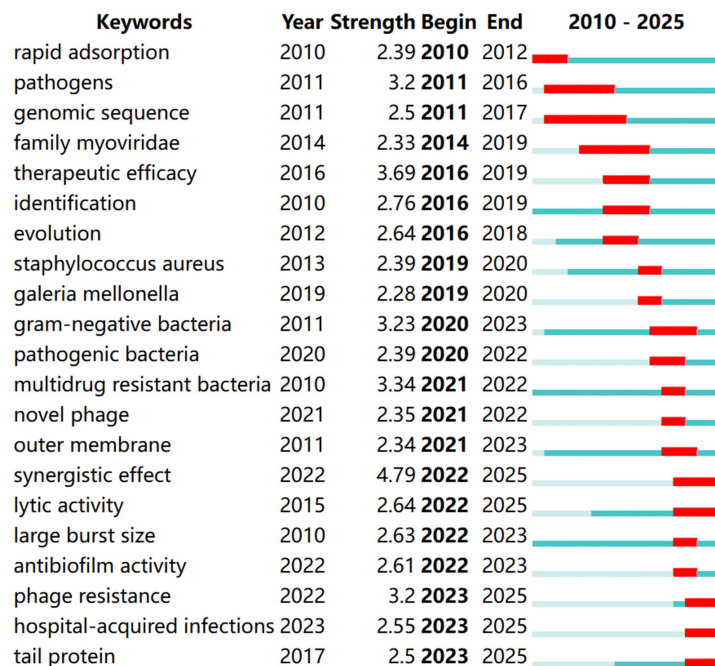 Keywords Year Strength Begin End 2010 - 2025
rapid adsorption 2010 2.39 2010 2012
pathogens 2011 3.2 2011 2016
genomic sequence 2011 2.5 2011 2017
family myoviridae 2014 2.33 2014 2019
therapeutic efficacy 2016 3.69 2016 2019
identification 2010 2.76 2016 2019
evolution 2012 2.64 2016 2018
staphylococcus aureus 2013 2.39 2019 2020
galeria mellonella 2019 2.28 2019 2020
gram-negative bacteria 2011 3.23 2020 2023
pathogenic bacteria 2020 2.39 2020 2022
multidrug resistant bacteria 2010 3.34 2021 2022
novel phage 2021 2.35 2021 2022
outer membrane 2011 2.34 2021 2023
synergistic effect 2022 4.79 2022 2025
lytic activity 2015 2.64 2022 2025
large burst size 2010 2.63 2022 2023
antibiofilm activity 2022 2.61 2022 2023
phage resistance 2022 3.2 2023 2025
hospital-acquired infections 2023 2.55 2023 2025
tail protein 2017 2.5 2023 2025